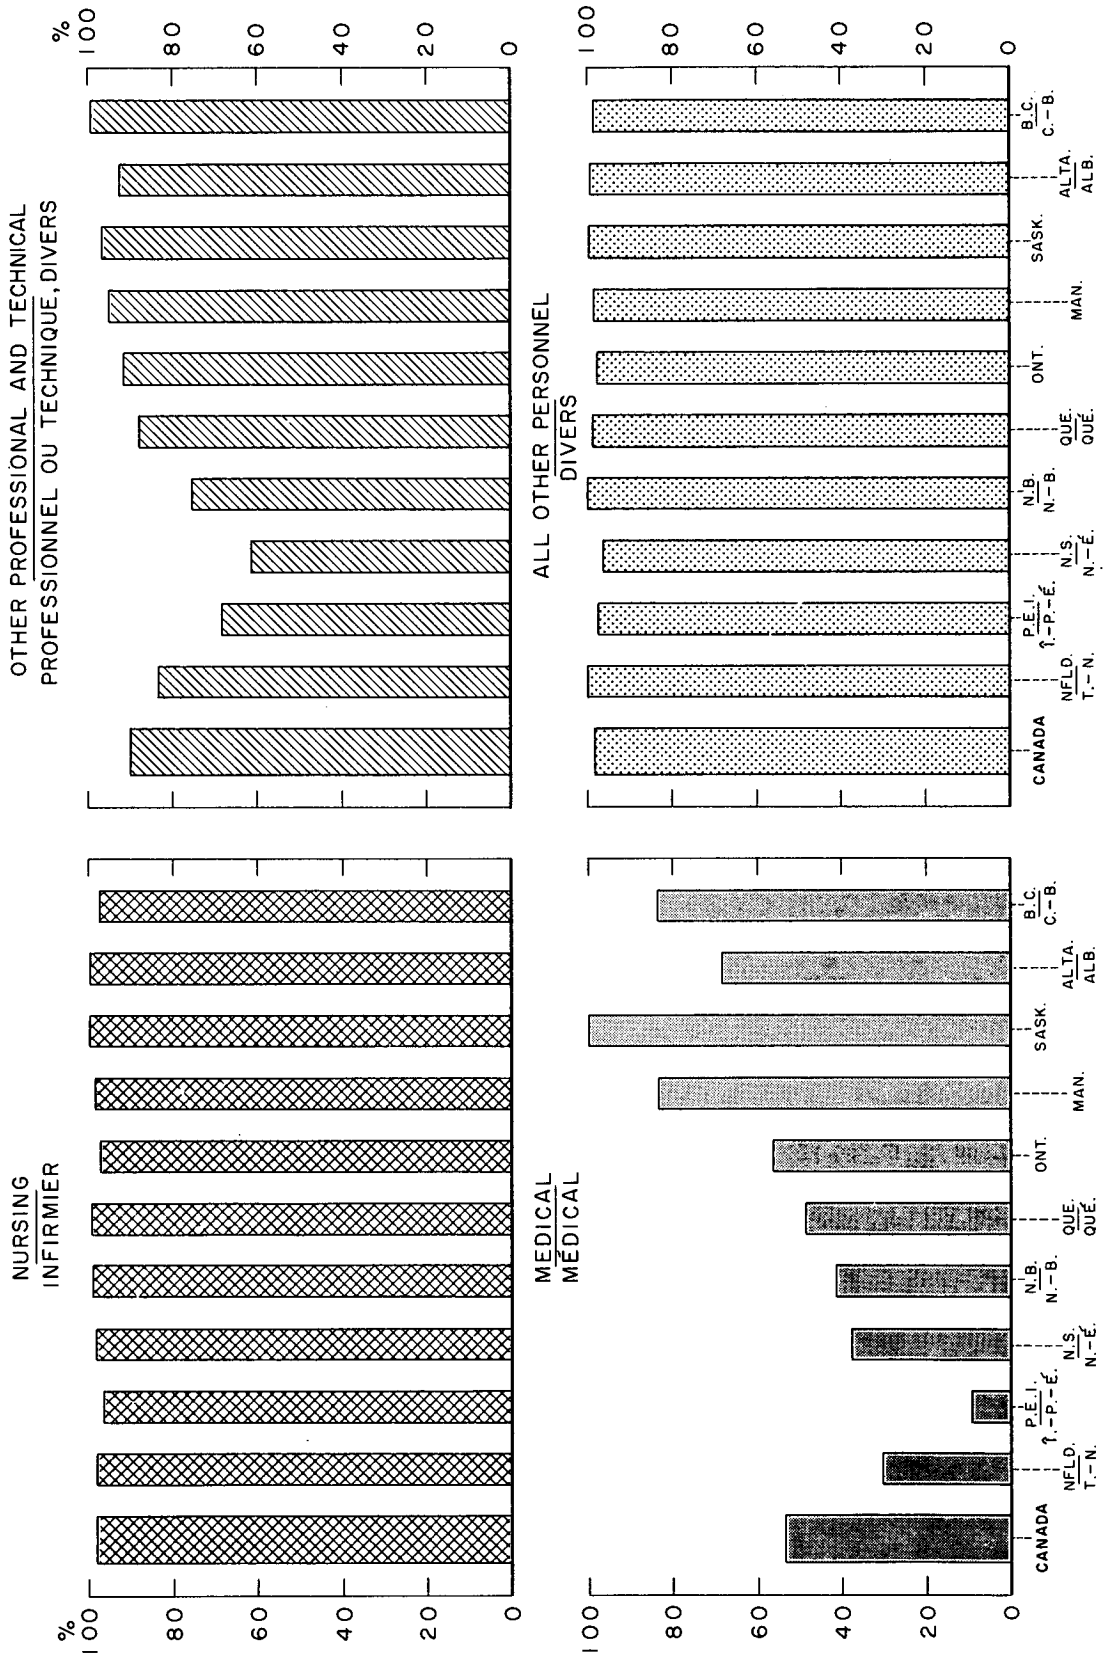 NURSING
INFIRMIER
%
100
80
60
40
20
0
OTHER PROFESSIONAL AND TECHNICAL
PROFESSIONNEL OU TECHNIQUE, DIVERS
%
100
80
60
40
20
0
MEDICAL
MÉDICAL
100
80
60
40
20
0
CANADA
NFLD.
T.-N.
P.E.I.
Î.-P.-É.
N.S.
N.-É.
N.B.
N.-B.
QUE.
QUÉ.
ONT.
MAN.
SASK.
ALTA.
ALB.
B.C.
C.-B.
ALL OTHER PERSONNEL
DIVERS
100
80
60
40
20
0
CANADA
NFLD.
T.-N.
P.E.I.
Î.-P.-É.
N.S.
N.-É.
N.B.
N.-B.
QUE.
QUÉ.
ONT.
MAN.
SASK.
ALTA.
ALB.
B.C.
C.-B.